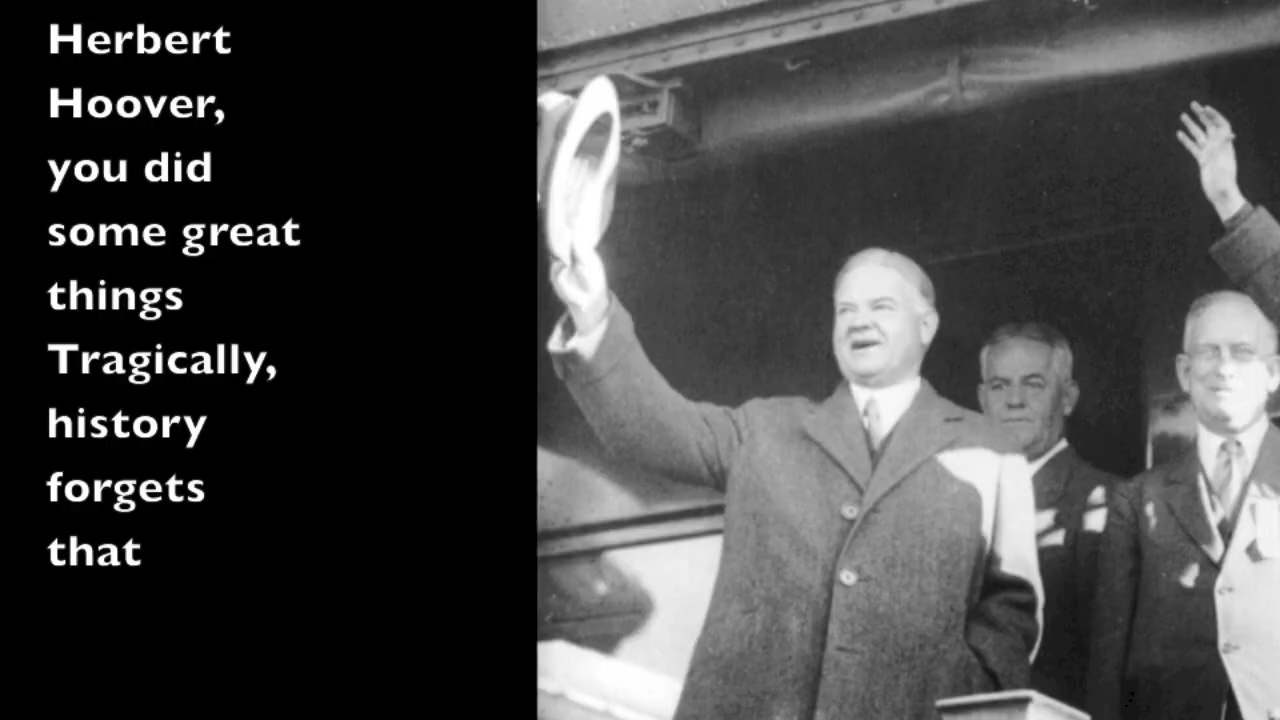 Herbert
Hoover,
you did
some great
things
Tragically,
history
forgets
that